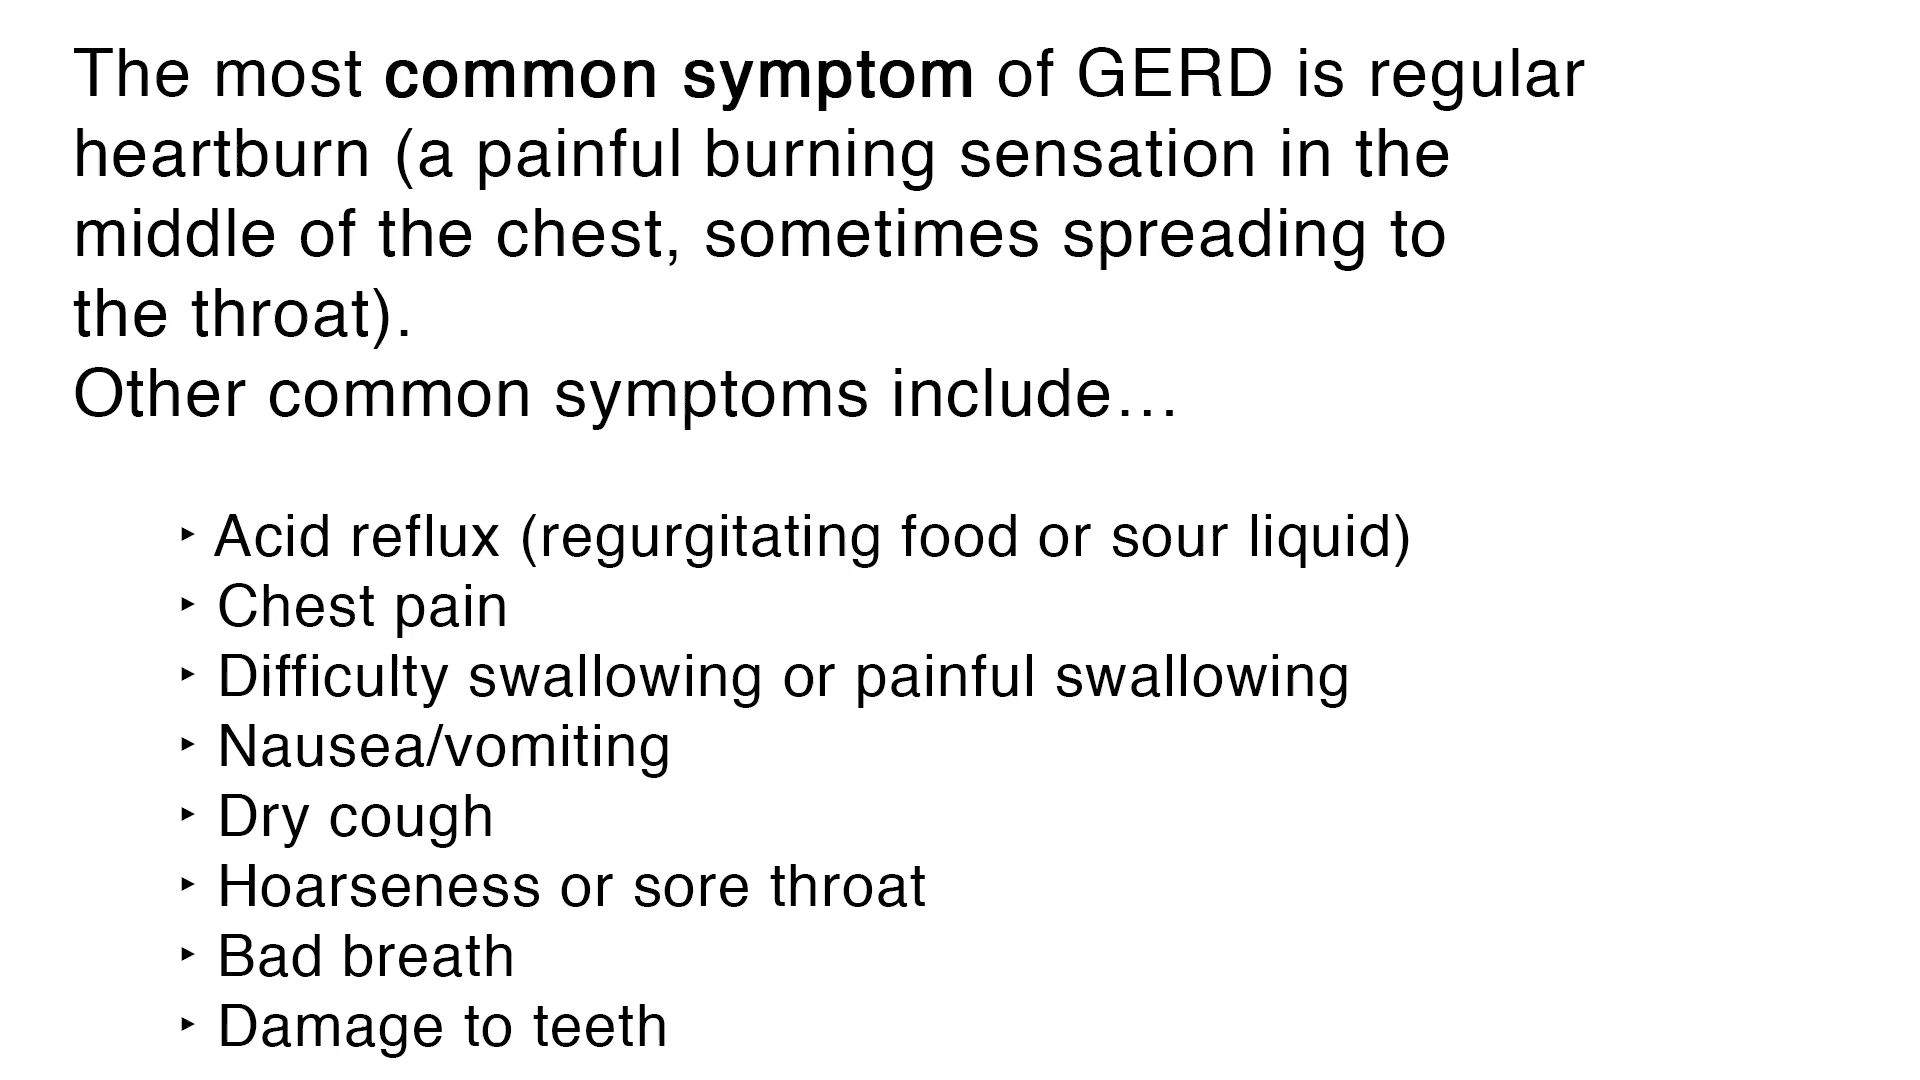 The most common symptom of GERD is regular
heartburn (a painful burning sensation in the
middle of the chest, sometimes spreading to
the throat).
Other common symptoms include…
‣ Acid reflux (regurgitating food or sour liquid)
‣ Chest pain
‣ Difficulty swallowing or painful swallowing
‣ Nausea/vomiting
‣ Dry cough
‣ Hoarseness or sore throat
‣ Bad breath
‣ Damage to teeth